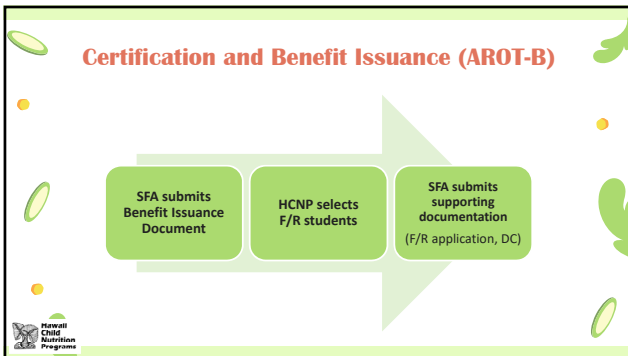 Certification and Benefit Issuance (AROT-B)
SFA submits
Benefit Issuance
Document
HCNP selects
F/R students
SFA submits
supporting
documentation
(F/R application, DC)
Hawaii
Child
Nutrition
Programs